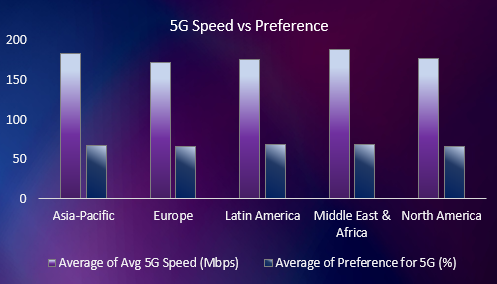 5G Speed vs Preference
200
150
100
50
0
Asia-Pacific Europe Latin America Middle East & Africa North America
Average of Avg 5G Speed (Mbps) Average of Preference for 5G (%)